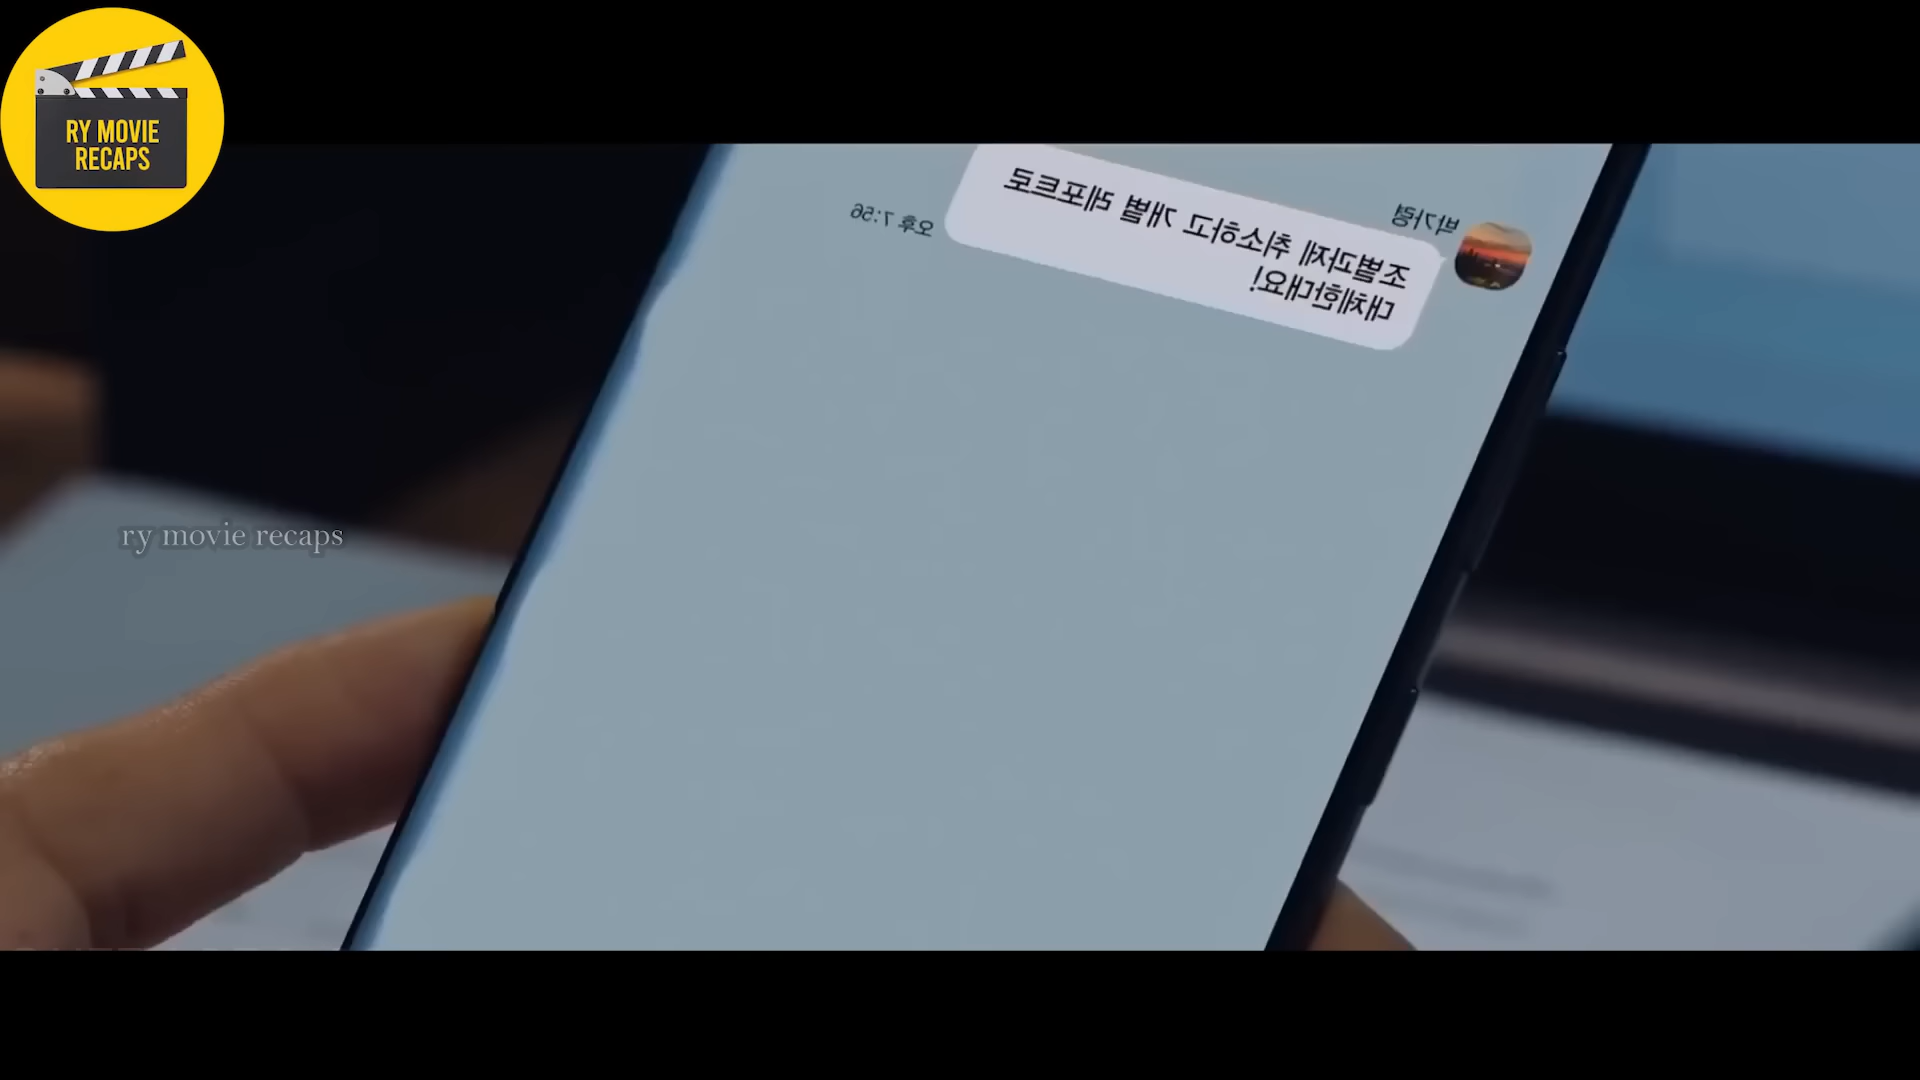 RY MOVIE
RECAPS
박가령
조별과제 취소하고 개별 레포트로
대체한대요!
오후 7:56
ry movie recaps